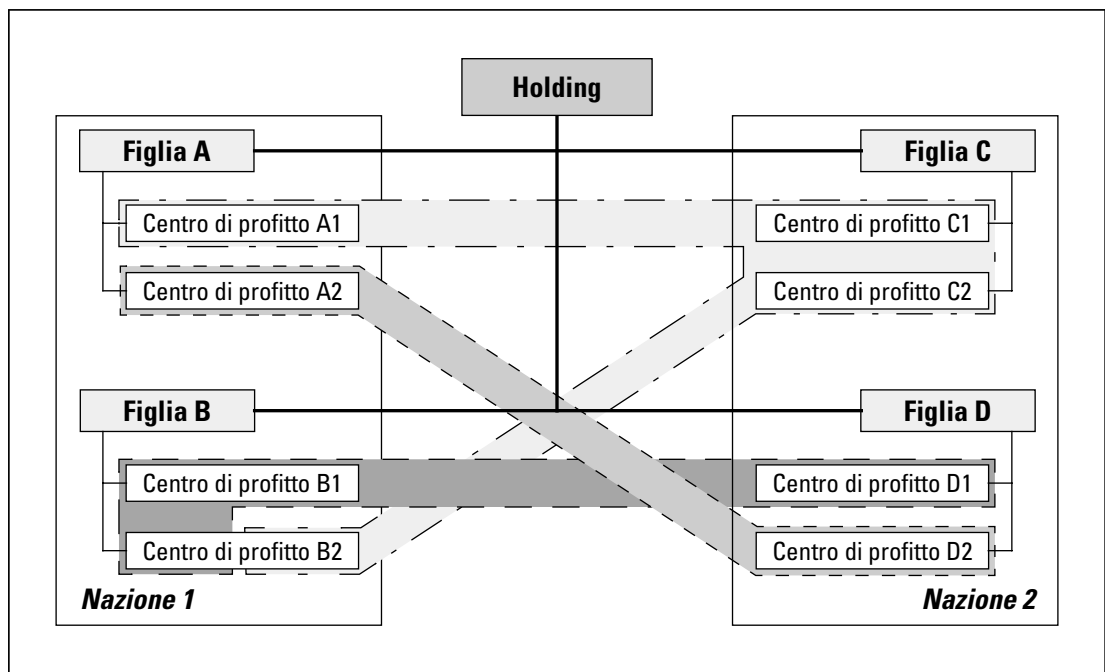 Holding
Figlia A
Figlia C
Centro di profitto A1
Centro di profitto C1
Centro di profitto A2
Centro di profitto C2
Figlia B
Figlia D
Centro di profitto B1
Centro di profitto D1
Centro di profitto B2
Centro di profitto D2
Nazione 1
Nazione 2